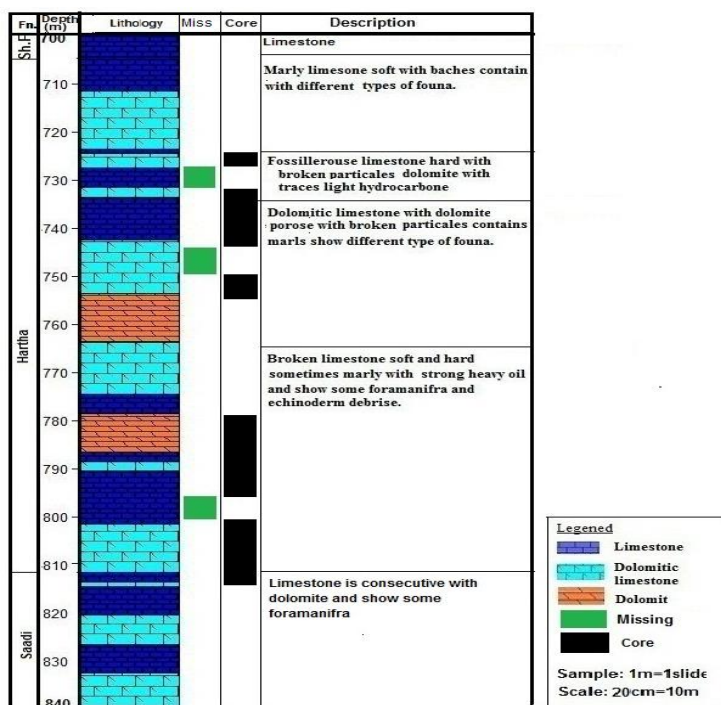 Fn.
Depth (m)
Lithology
Miss
Core
Description
Sh.F
700
Limestone
Marly limesone soft with baches contain
with different types of founa.
710
720
Fossillerouse limestone hard with
broken particales dolomite with
traces light hydrocarbone
730
Dolomitic limestone with dolomite
porose with broken particales contains
marls show different type of founa.
740
750
760
Hartha
Broken limestone soft and hard
sometimes marly with strong heavy oil
and show some foramanifra and
echinoderm debrise.
770
780
790
800
810
Limestone is consecutive with
dolomite and show some
foramanifra
820
Saadi
830
840
Legened
Limestone
Dolomitic
limestone
Dolomit
Missing
Core
Sample: 1m=1slide
Scale: 20cm=10m